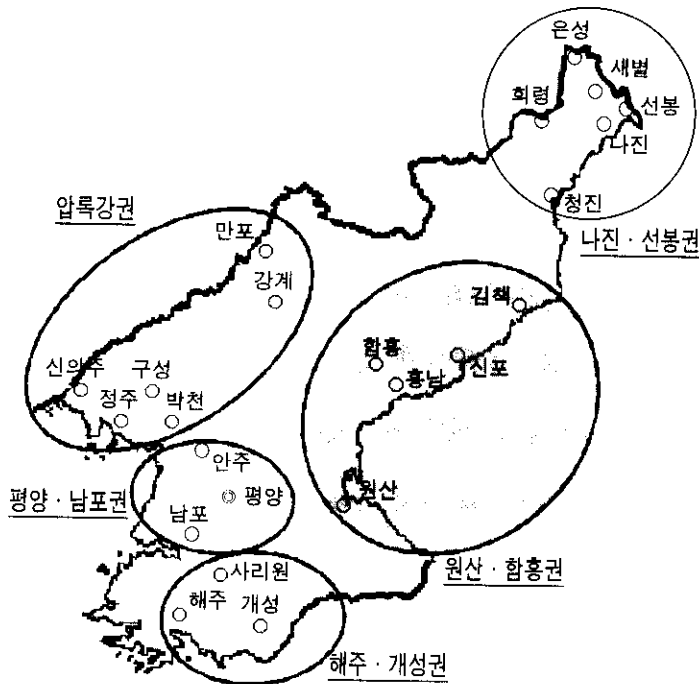 은성
새별
회령
선봉
나진
청진
나진 · 선봉권
압록강권
만포
강계
신의주
구성
정주
박천
김책
함흥
신포
흥남
원산
원산 · 함흥권
안주
평양
남포
평양 · 남포권
사리원
해주
개성
해주 · 개성권